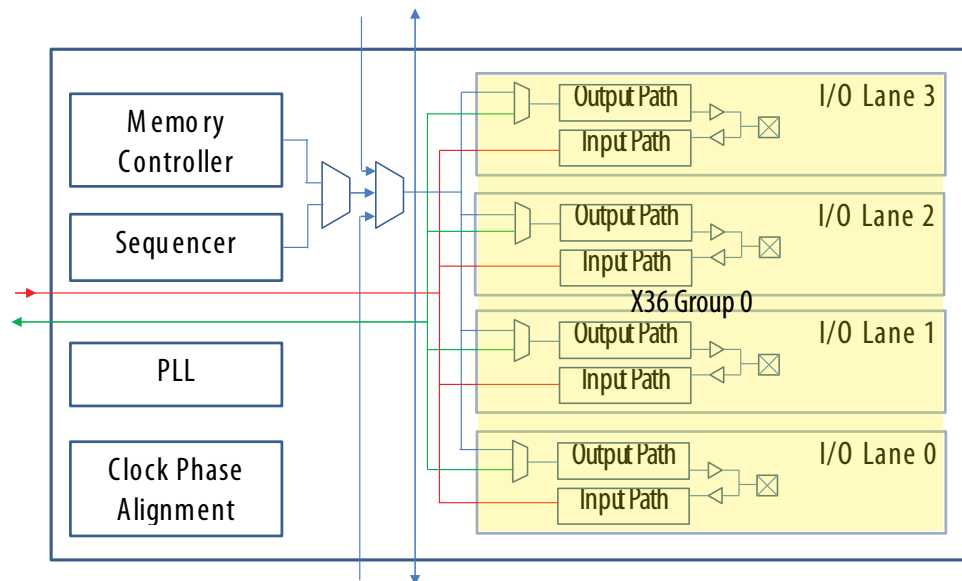 Memory
Controller
Sequencer
PLL
Clock Phase
Alignment
Output Path
Input Path
I/O Lane 3
Output Path
Input Path
I/O Lane 2
X36 Group 0
Output Path
Input Path
I/O Lane 1
Output Path
Input Path
I/O Lane 0